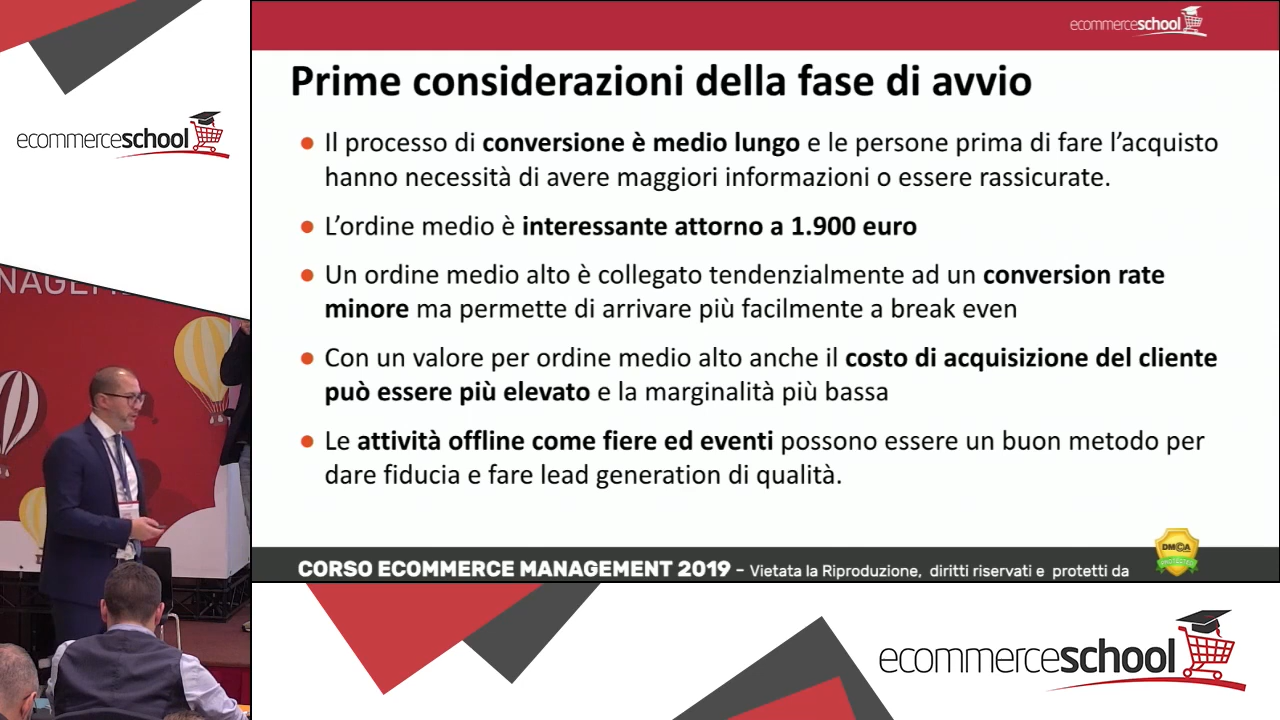 ecommerceschool
ecommerceschool
Prime considerazioni della fase di avvio
Il processo di conversione è medio lungo e le persone prima di fare l’acquisto
hanno necessità di avere maggiori informazioni o essere rassicurate.
L’ordine medio è interessante attorno a 1.900 euro
Un ordine medio alto è collegato tendenzialmente ad un conversion rate
minore ma permette di arrivare più facilmente a break even
Con un valore per ordine medio alto anche il costo di acquisizione del cliente
può essere più elevato e la marginalità più bassa
Le attività offline come fiere ed eventi possono essere un buon metodo per
dare fiducia e fare lead generation di qualità.
CORSO ECOMMERCE MANAGEMENT 2019 - Vietata la Riproduzione, diritti riservati e protetti da
DMCA
PROTECTED
ecommerceschool